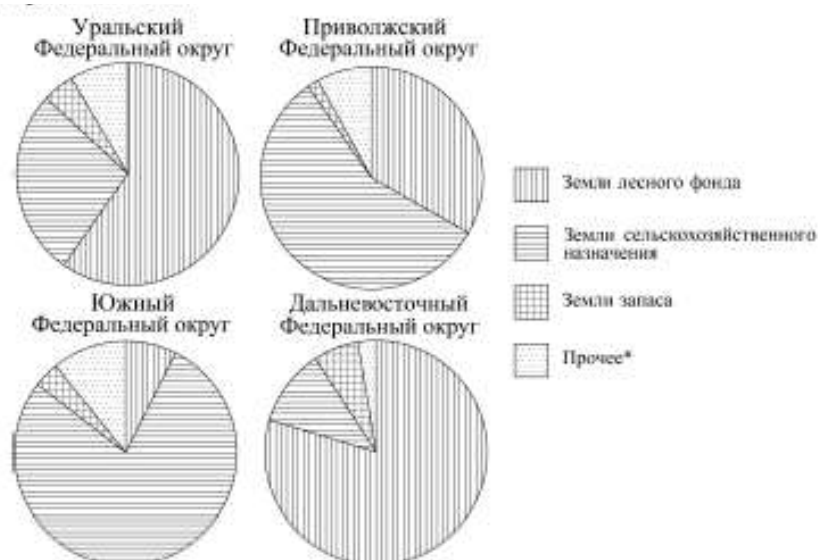 Уральский
Федеральный округ
Приволжский
Федеральный округ
Земли лесного фонда
Земли сельскохозяйственного
назначения
Земли запаса
Прочее*
Южный
Федеральный округ
Дальневосточный
Федеральный округ